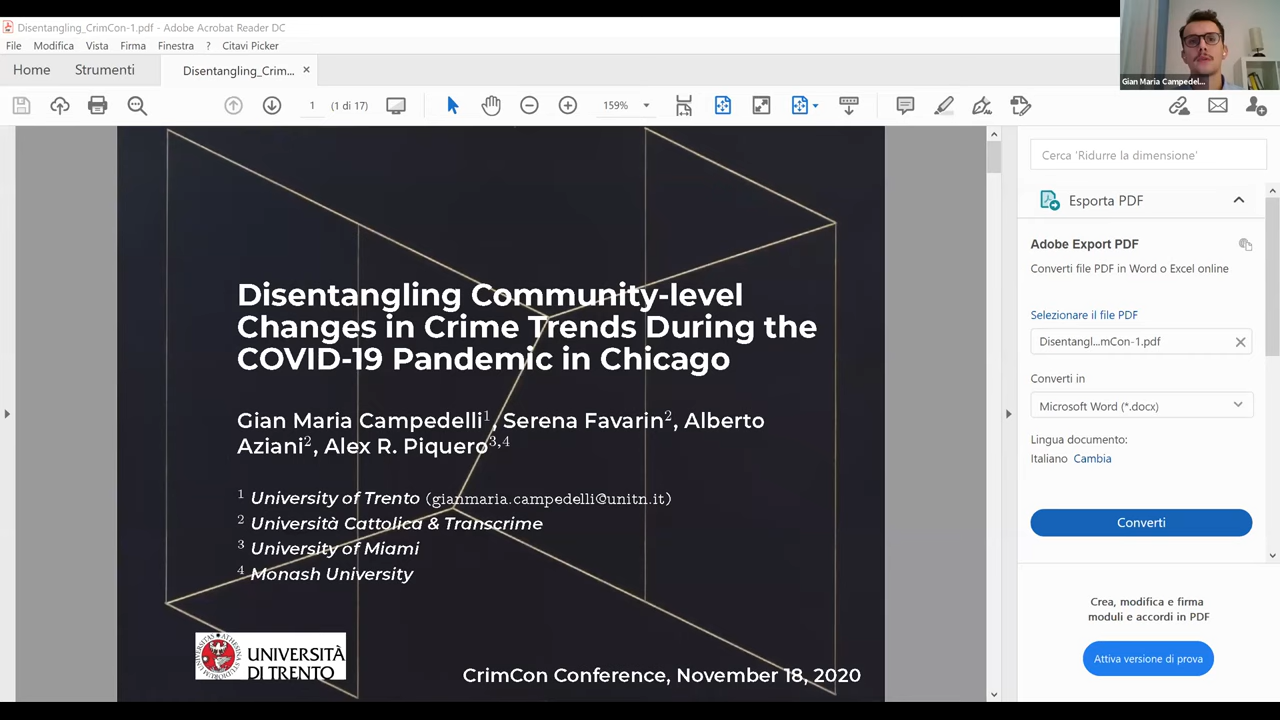 Disentangling_CrimCon-1.pdf - Adobe Acrobat Reader DC
File Modifica Vista Firma Finestra ? Citavi Picker
Home Strumenti Disentangling_Crim... ×
1 (1 di 17) 159%
Gian Maria Campedel...
Disentangling Community-level
Changes in Crime Trends During the
COVID-19 Pandemic in Chicago
Gian Maria Campedelli1, Serena Favarin2, Alberto
Aziani2, Alex R. Piquero3,4
1 University of Trento (gianmaria.campedelli@unitn.it)
2 Università Cattolica & Transcrime
3 University of Miami
4 Monash University
UNIVERSITÀ
DI TRENTO
CrimCon Conference, November 18, 2020
Cerca 'Ridurre la dimensione'
Esporta PDF
Adobe Export PDF
Converti file PDF in Word o Excel online
Selezionare il file PDF
Disentangl...mCon-1.pdf
Converti in
Microsoft Word (*.docx)
Lingua documento:
Italiano Cambia
Converti
Crea, modifica e firma
moduli e accordi in PDF
Attiva versione di prova